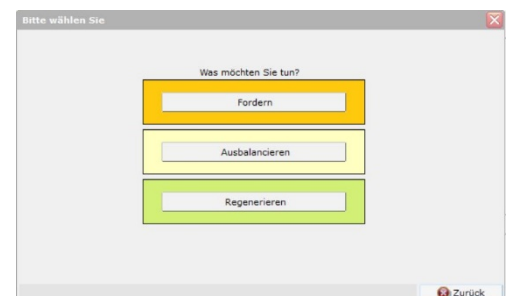 Bitte wählen Sie
Was möchten Sie tun?
Fordern
Ausbalancieren
Regenerieren
Zurück